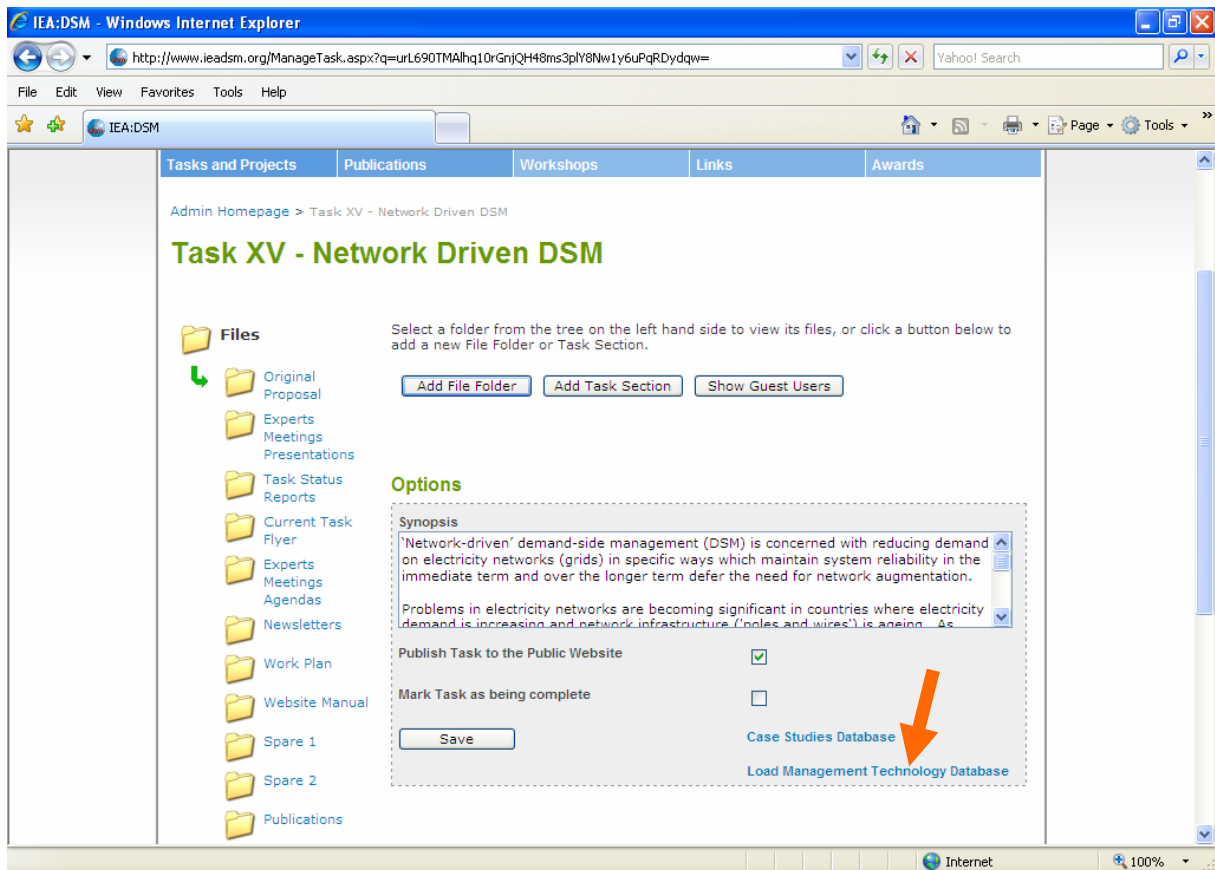 IEA:DSM - Windows Internet Explorer
http://www.ieadsm.org/ManageTask.aspx?q=urL690TMAlhq10rGnjQH48ms3plY8Nw1y6uPqRDydqw=
Yahoo! Search
File Edit View Favorites Tools Help
IEA:DSM
Page Tools
Tasks and Projects Publications Workshops Links Awards
Admin Homepage > Task XV - Network Driven DSM
Task XV - Network Driven DSM
Files
Original
Proposal
Experts
Meetings
Presentations
Task Status
Reports
Current Task
Flyer
Experts
Meetings
Agendas
Newsletters
Work Plan
Website Manual
Spare 1
Spare 2
Publications
Select a folder from the tree on the left hand side to view its files, or click a button below to
add a new File Folder or Task Section.
Add File Folder Add Task Section Show Guest Users
Options
Synopsis
'Network-driven' demand-side management (DSM) is concerned with reducing demand
on electricity networks (grids) in specific ways which maintain system reliability in the
immediate term and over the longer term defer the need for network augmentation.
Problems in electricity networks are becoming significant in countries where electricity
demand is increasing and network infrastructure ('poles and wires') is ageing. As
Publish Task to the Public Website
Mark Task as being complete
Save
Case Studies Database
Load Management Technology Database
Internet 100%